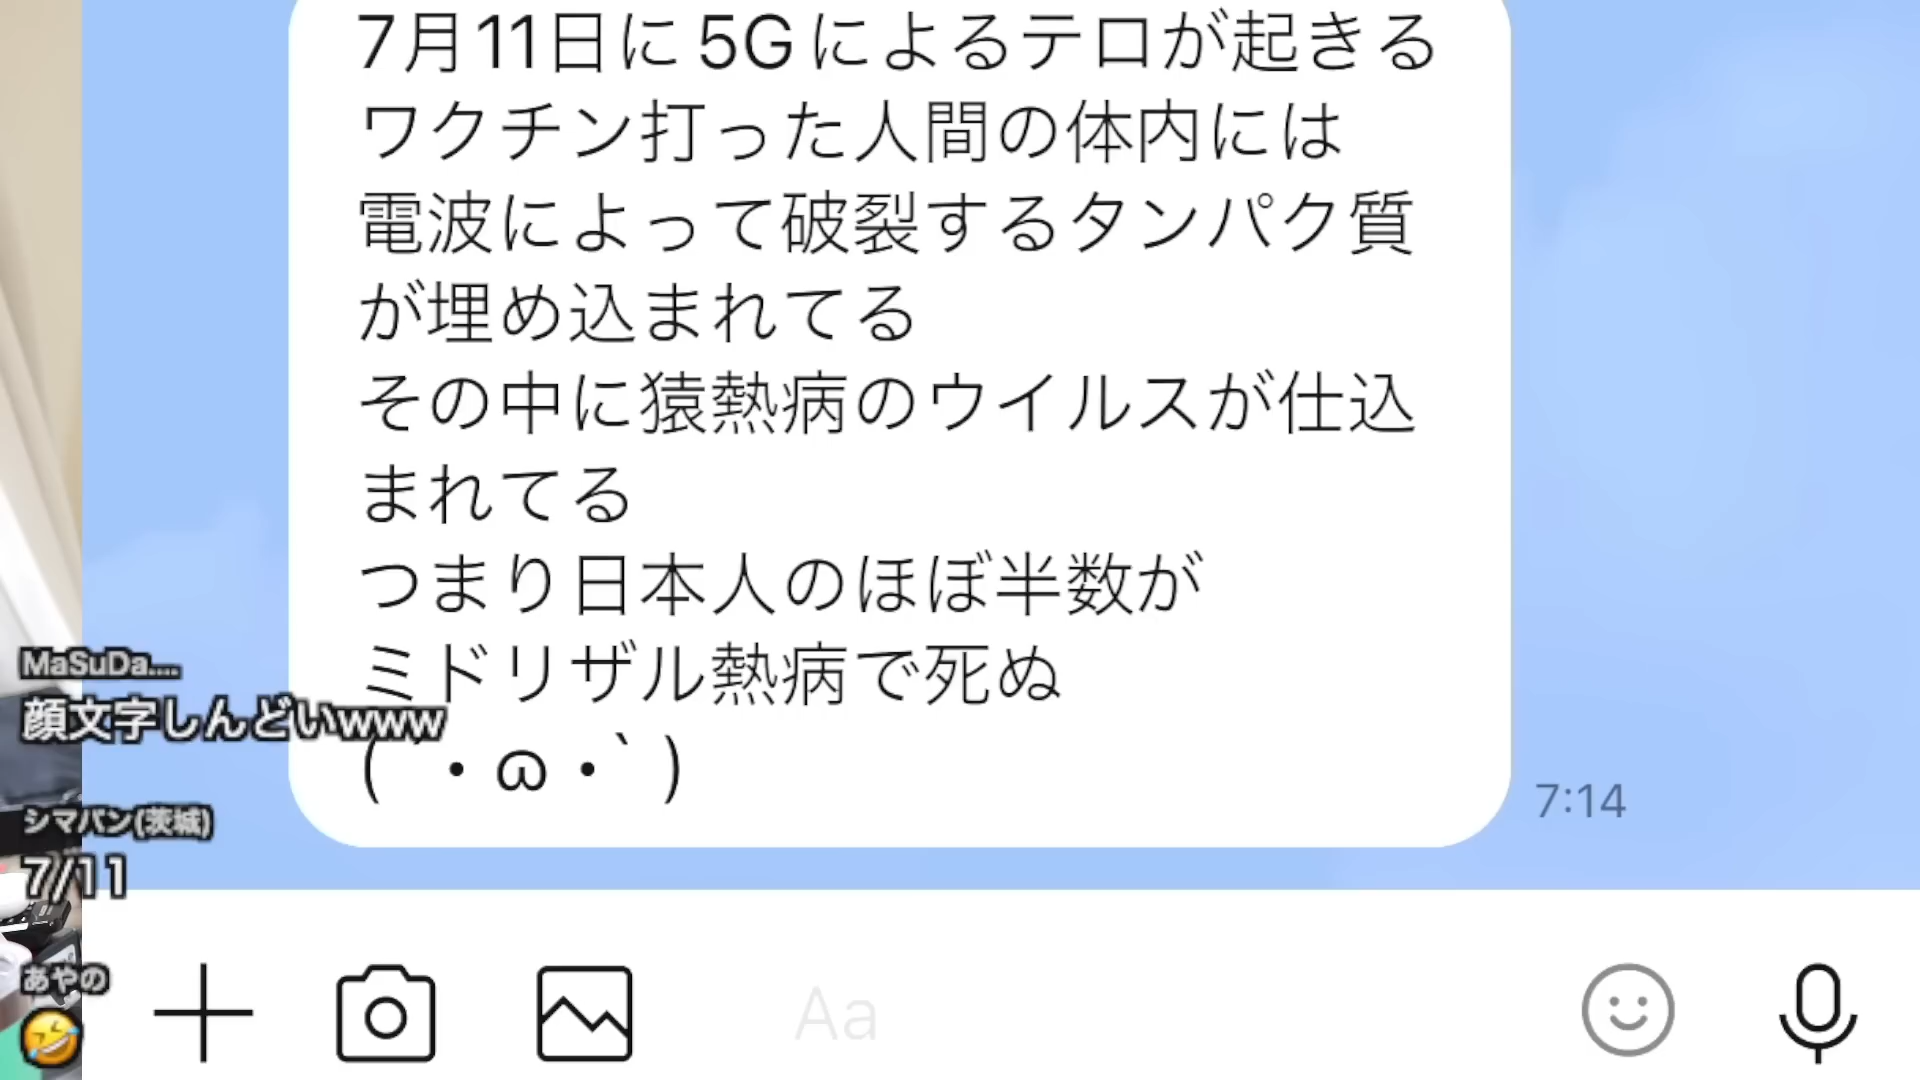 7月11日に5Gによるテロが起きる
ワクチン打った人間の体内には
電波によって破裂するタンパク質
が埋め込まれてる
その中に猿熱病のウイルスが仕込
まれてる
つまり日本人のほぼ半数が
ミドリザル熱病で死ぬ
(´・ω・`)
7:14
MaSuDa....
顔文字しんどいwww
シマパン(茨城)
7/11
あやの
🤣
Aa